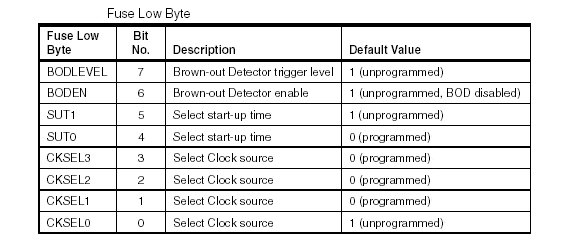 Fuse Low Byte
Fuse Low Byte Bit No. Description Default Value
BODLEVEL 7 Brown-out Detector trigger level 1 (unprogrammed)
BODEN 6 Brown-out Detector enable 1 (unprogrammed, BOD disabled)
SUT1 5 Select start-up time 1 (unprogrammed)
SUT0 4 Select start-up time 0 (programmed)
CKSEL3 3 Select Clock source 0 (programmed)
CKSEL2 2 Select Clock source 0 (programmed)
CKSEL1 1 Select Clock source 0 (programmed)
CKSEL0 0 Select Clock source 1 (unprogrammed)